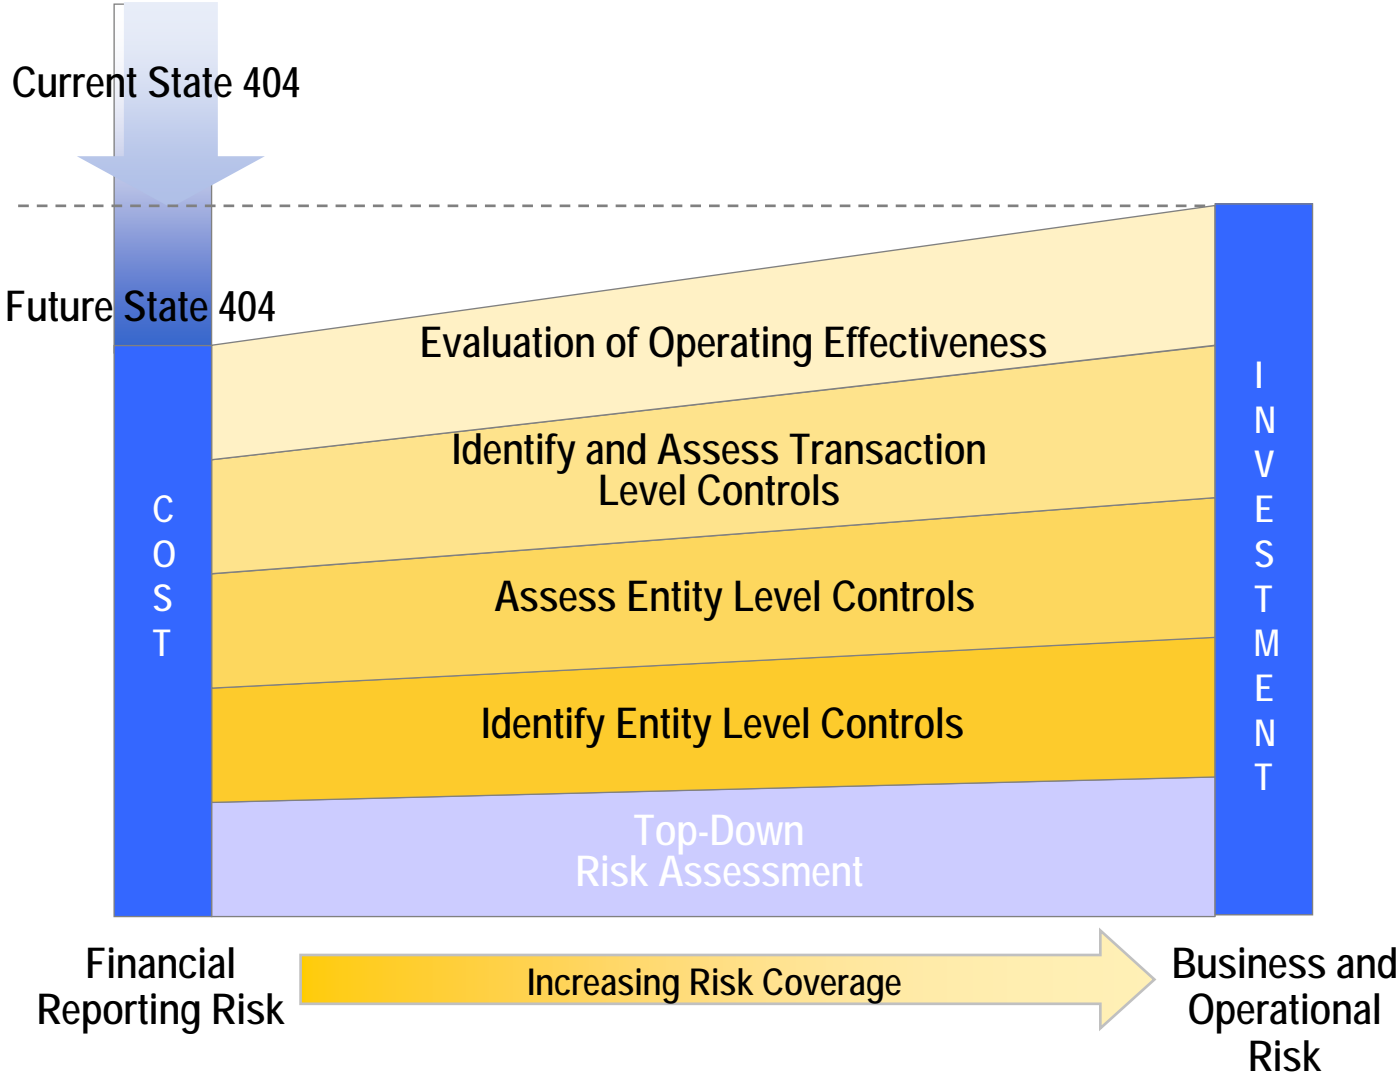 Current State 404
Future State 404
Evaluation of Operating Effectiveness
Identify and Assess Transaction
Level Controls
Assess Entity Level Controls
Identify Entity Level Controls
Top-Down
Risk Assessment
C
O
S
T
I
N
V
E
S
T
M
E
N
T
Financial
Reporting Risk
Increasing Risk Coverage
Business and
Operational
Risk